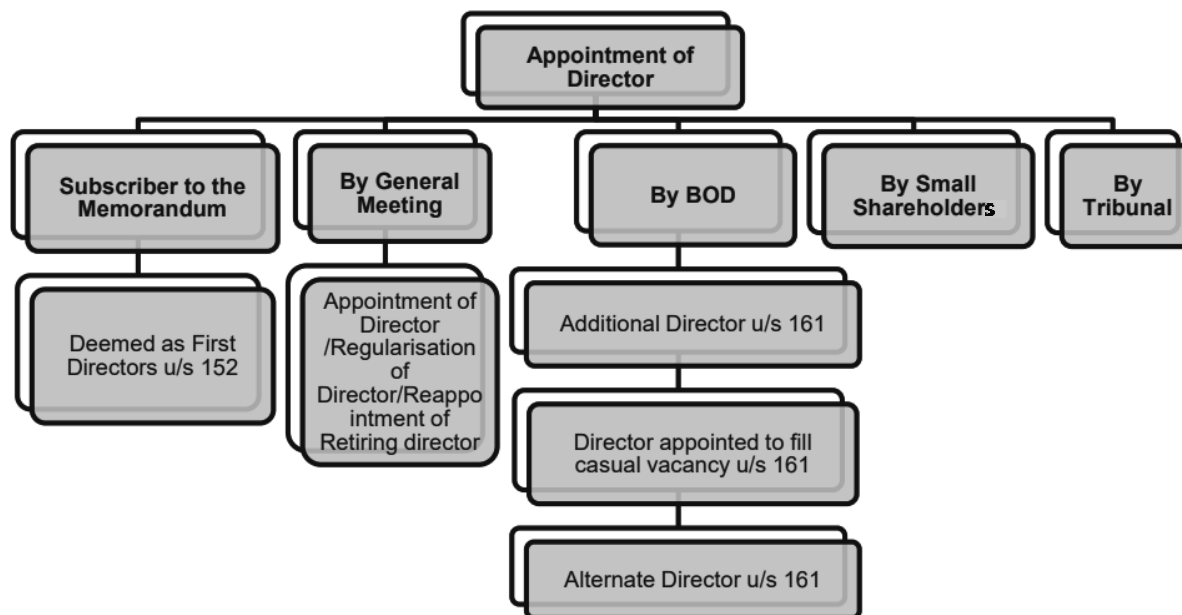 Appointment of
Director
Subscriber to the
Memorandum
By General
Meeting
By BOD
By Small
Shareholders
By
Tribunal
Deemed as First
Directors u/s 152
Appointment of
Director
/Regularisation
of
Director/Reappo
intment of
Retiring director
Additional Director u/s 161
Director appointed to fill
casual vacancy u/s 161
Alternate Director u/s 161